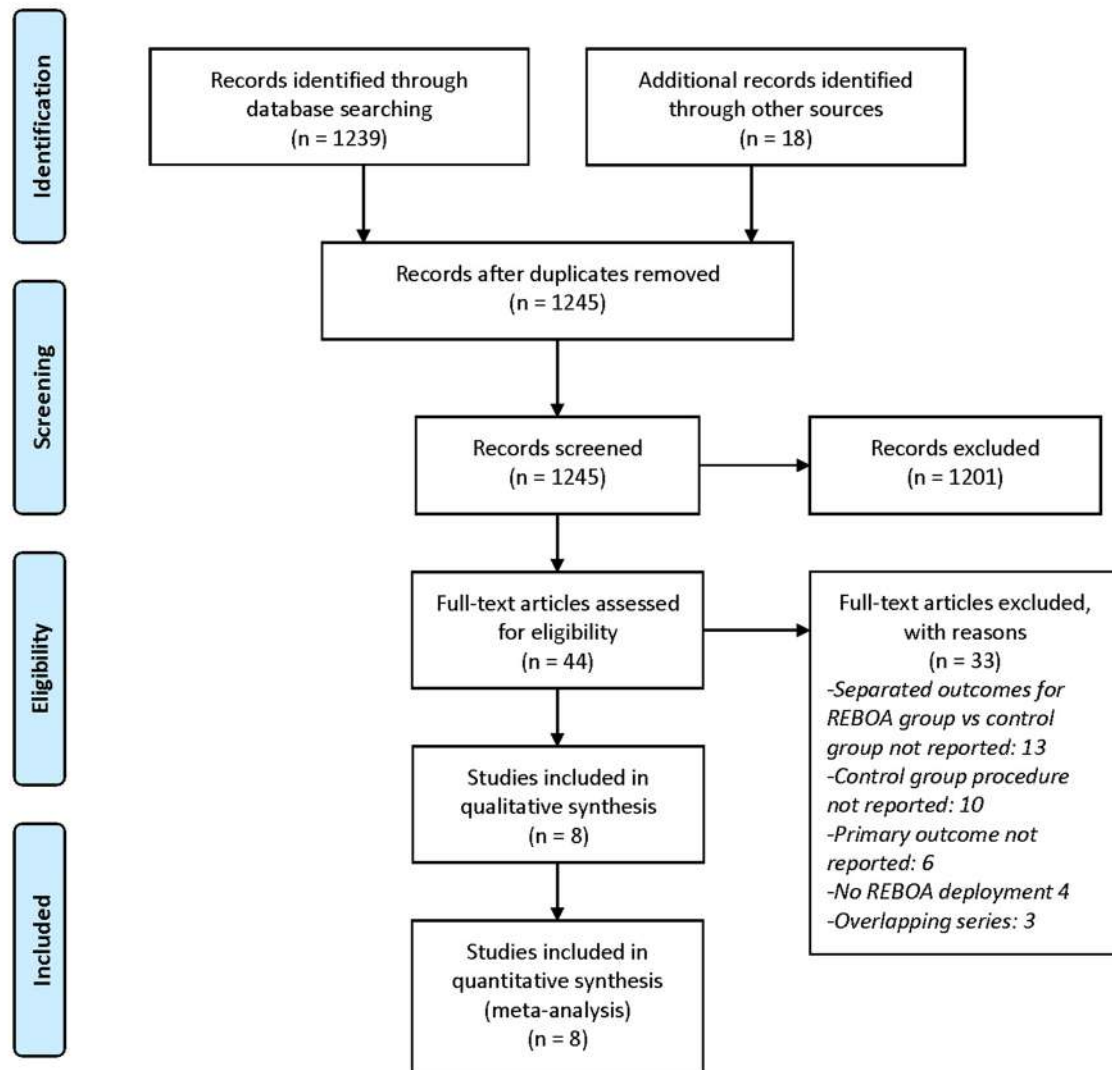 Identification
Records identified through
database searching
(n = 1239)
Additional records identified
through other sources
(n = 18)
Records after duplicates removed
(n = 1245)
Screening
Records screened
(n = 1245)
Records excluded
(n = 1201)
Eligibility
Full-text articles assessed
for eligibility
(n = 44)
Full-text articles excluded,
with reasons
(n = 33)
-Separated outcomes for
REBOA group vs control
group not reported: 13
-Control group procedure
not reported: 10
-Primary outcome not
reported: 6
-No REBOA deployment 4
-Overlapping series: 3
Studies included in
qualitative synthesis
(n = 8)
Included
Studies included in
quantitative synthesis
(meta-analysis)
(n = 8)